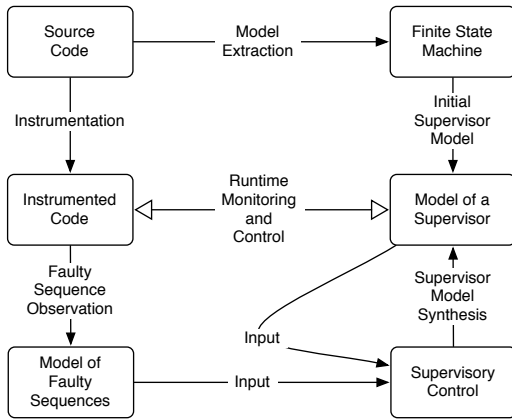 Source
Code
Model
Extraction
Finite State
Machine
Instrumentation
Initial
Supervisor
Model
Instrumented
Code
Runtime
Monitoring
and
Control
Model of a
Supervisor
Faulty
Sequence
Observation
Supervisor
Model
Synthesis
Input
Model of
Faulty
Sequences
Input
Supervisory
Control